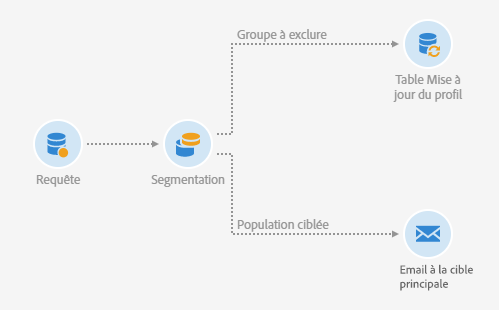 Groupe à exclure
Table Mise à
jour du profil
Requête
Segmentation
Population ciblée
Email à la cible
principale